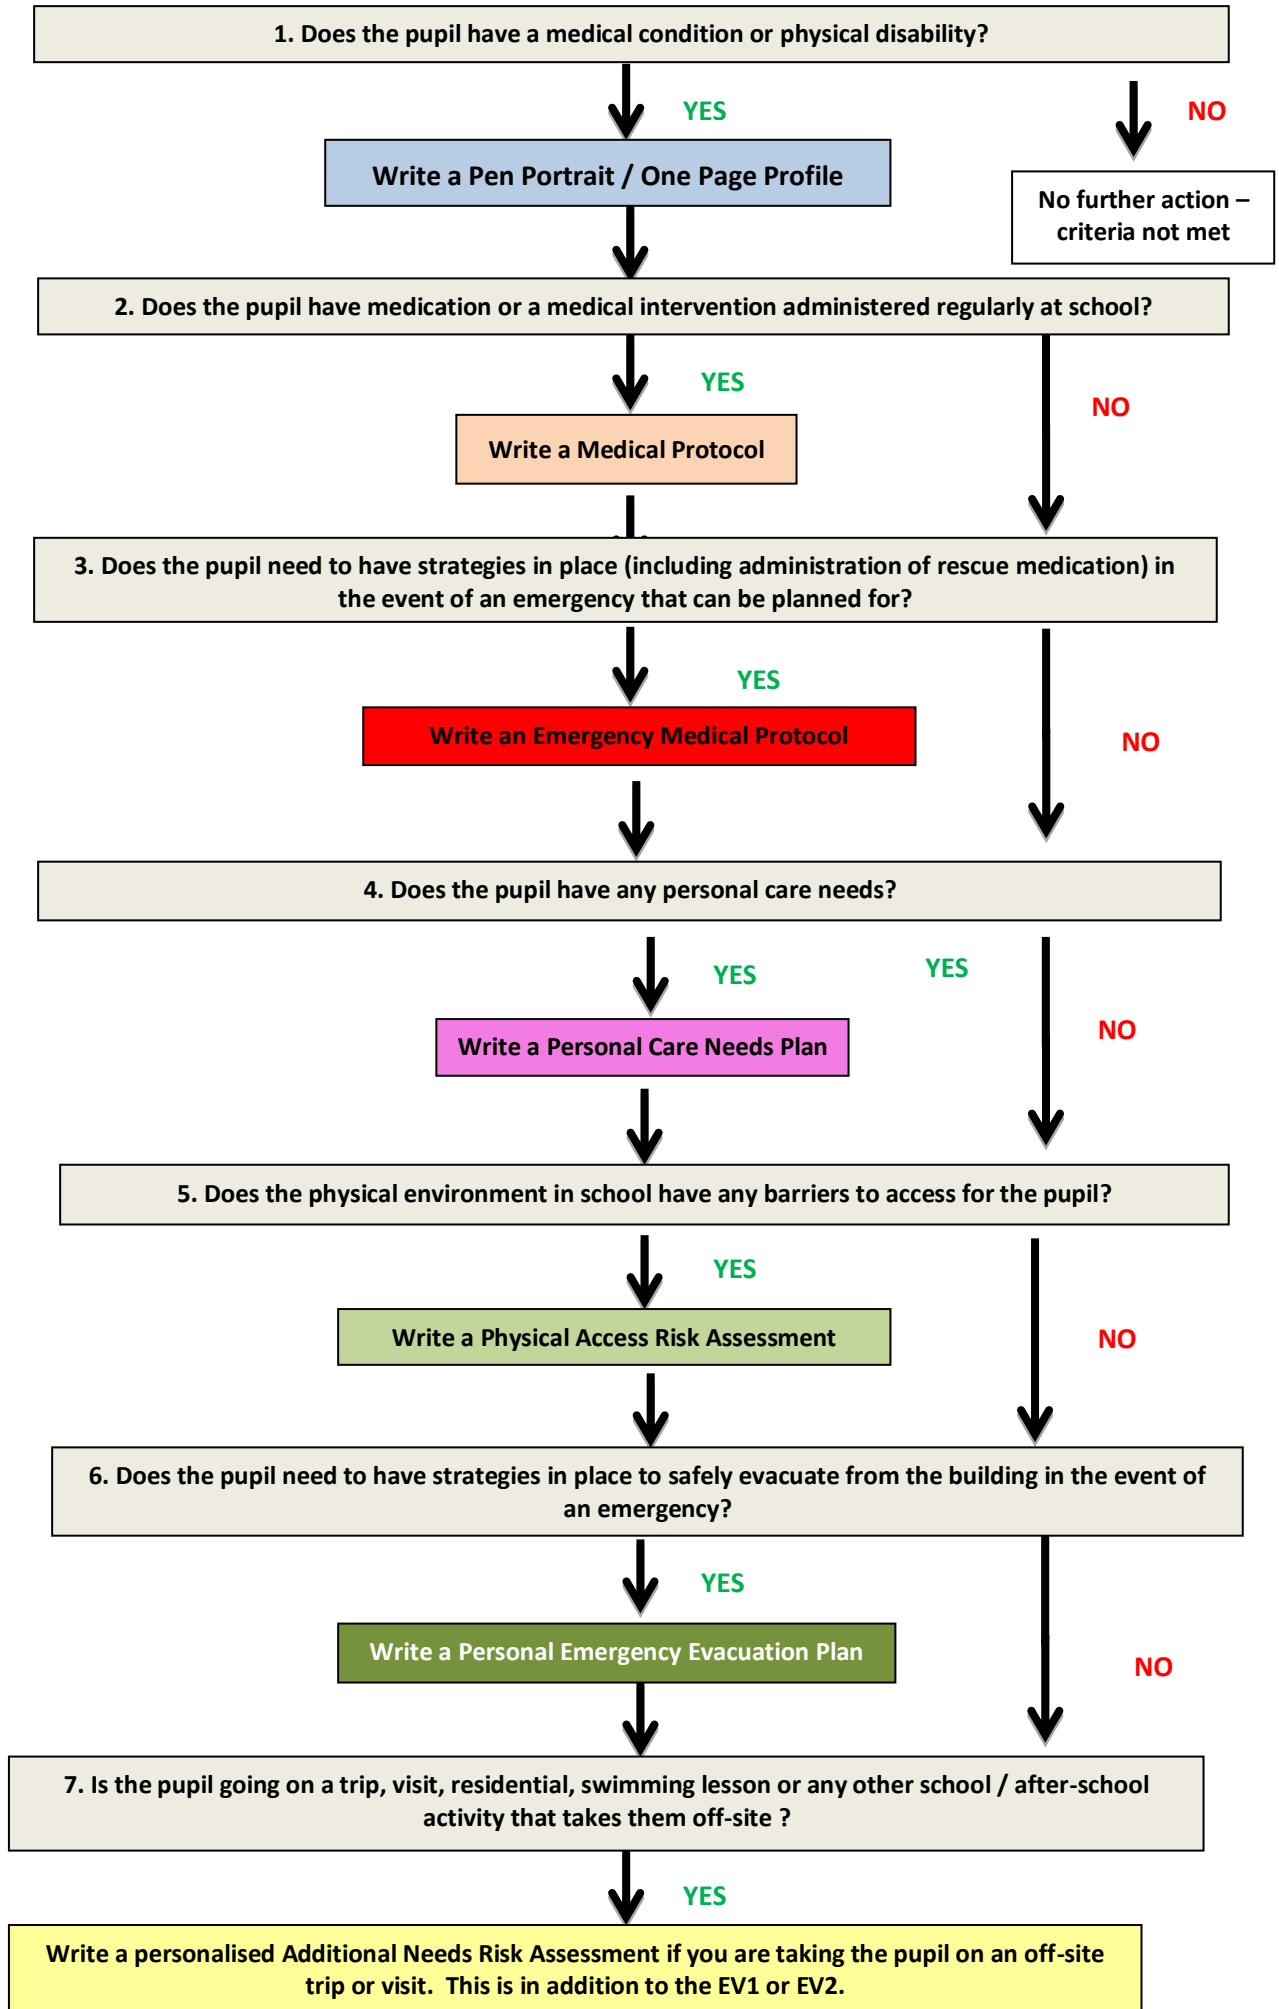 1. Does the pupil have a medical condition or physical disability?
YES
NO
Write a Pen Portrait / One Page Profile
No further action –
criteria not met
2. Does the pupil have medication or a medical intervention administered regularly at school?
YES
NO
Write a Medical Protocol
3. Does the pupil need to have strategies in place (including administration of rescue medication) in
the event of an emergency that can be planned for?
YES
Write an Emergency Medical Protocol
NO
4. Does the pupil have any personal care needs?
YES
YES
NO
Write a Personal Care Needs Plan
5. Does the physical environment in school have any barriers to access for the pupil?
YES
Write a Physical Access Risk Assessment
NO
6. Does the pupil need to have strategies in place to safely evacuate from the building in the event of
an emergency?
YES
Write a Personal Emergency Evacuation Plan
NO
7. Is the pupil going on a trip, visit, residential, swimming lesson or any other school / after-school
activity that takes them off-site ?
YES
Write a personalised Additional Needs Risk Assessment if you are taking the pupil on an off-site
trip or visit.  This is in addition to the EV1 or EV2.